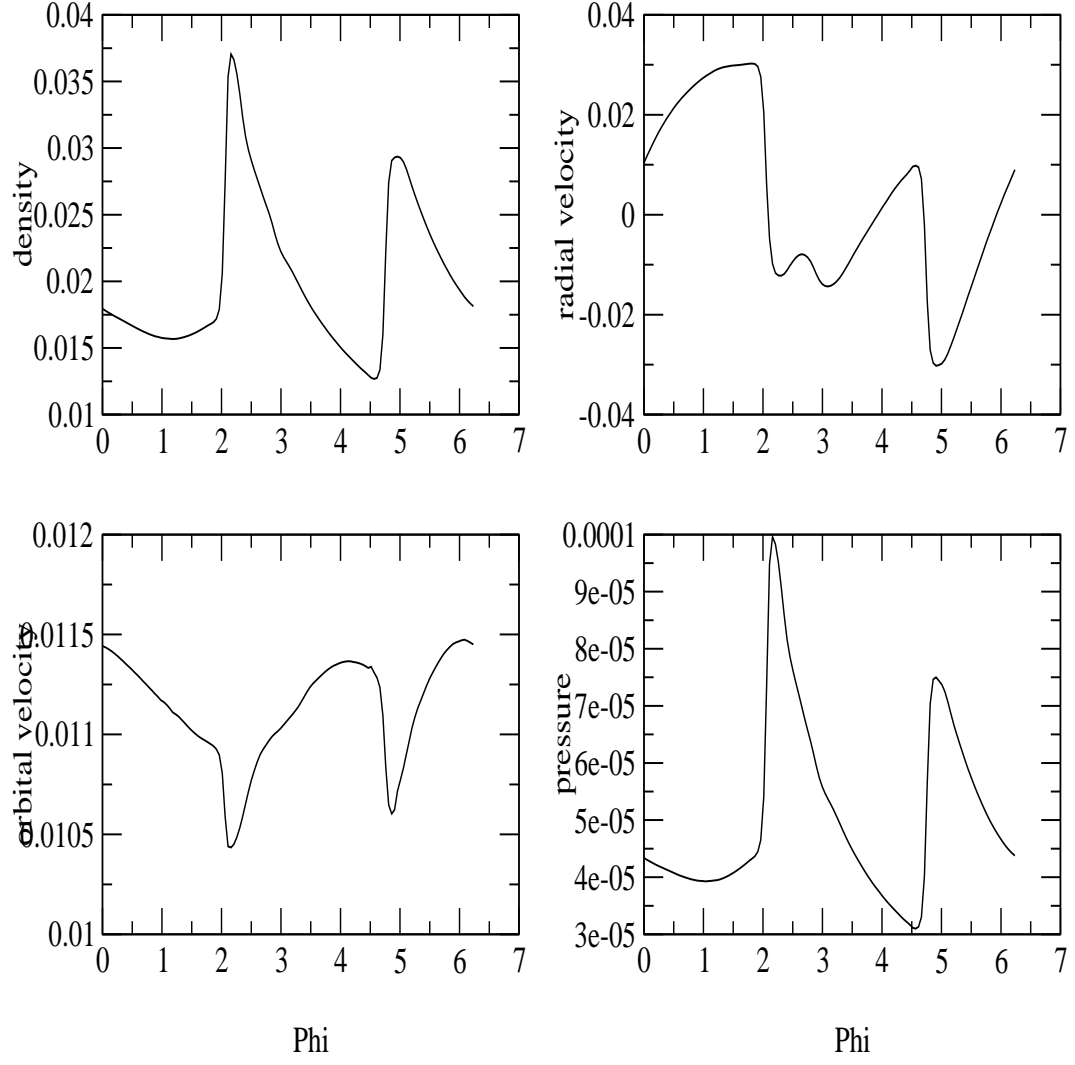 0.04
0.035
0.03
0.025
0.02
0.015
0.01
density
0 1 2 3 4 5 6 7
0.04
0.02
0
-0.02
-0.04
radial velocity
0 1 2 3 4 5 6 7
0.012
0.0115
0.011
0.0105
0.01
orbital velocity
0 1 2 3 4 5 6 7
Phi
0.0001
9e-05
8e-05
7e-05
6e-05
5e-05
4e-05
3e-05
pressure
0 1 2 3 4 5 6 7
Phi